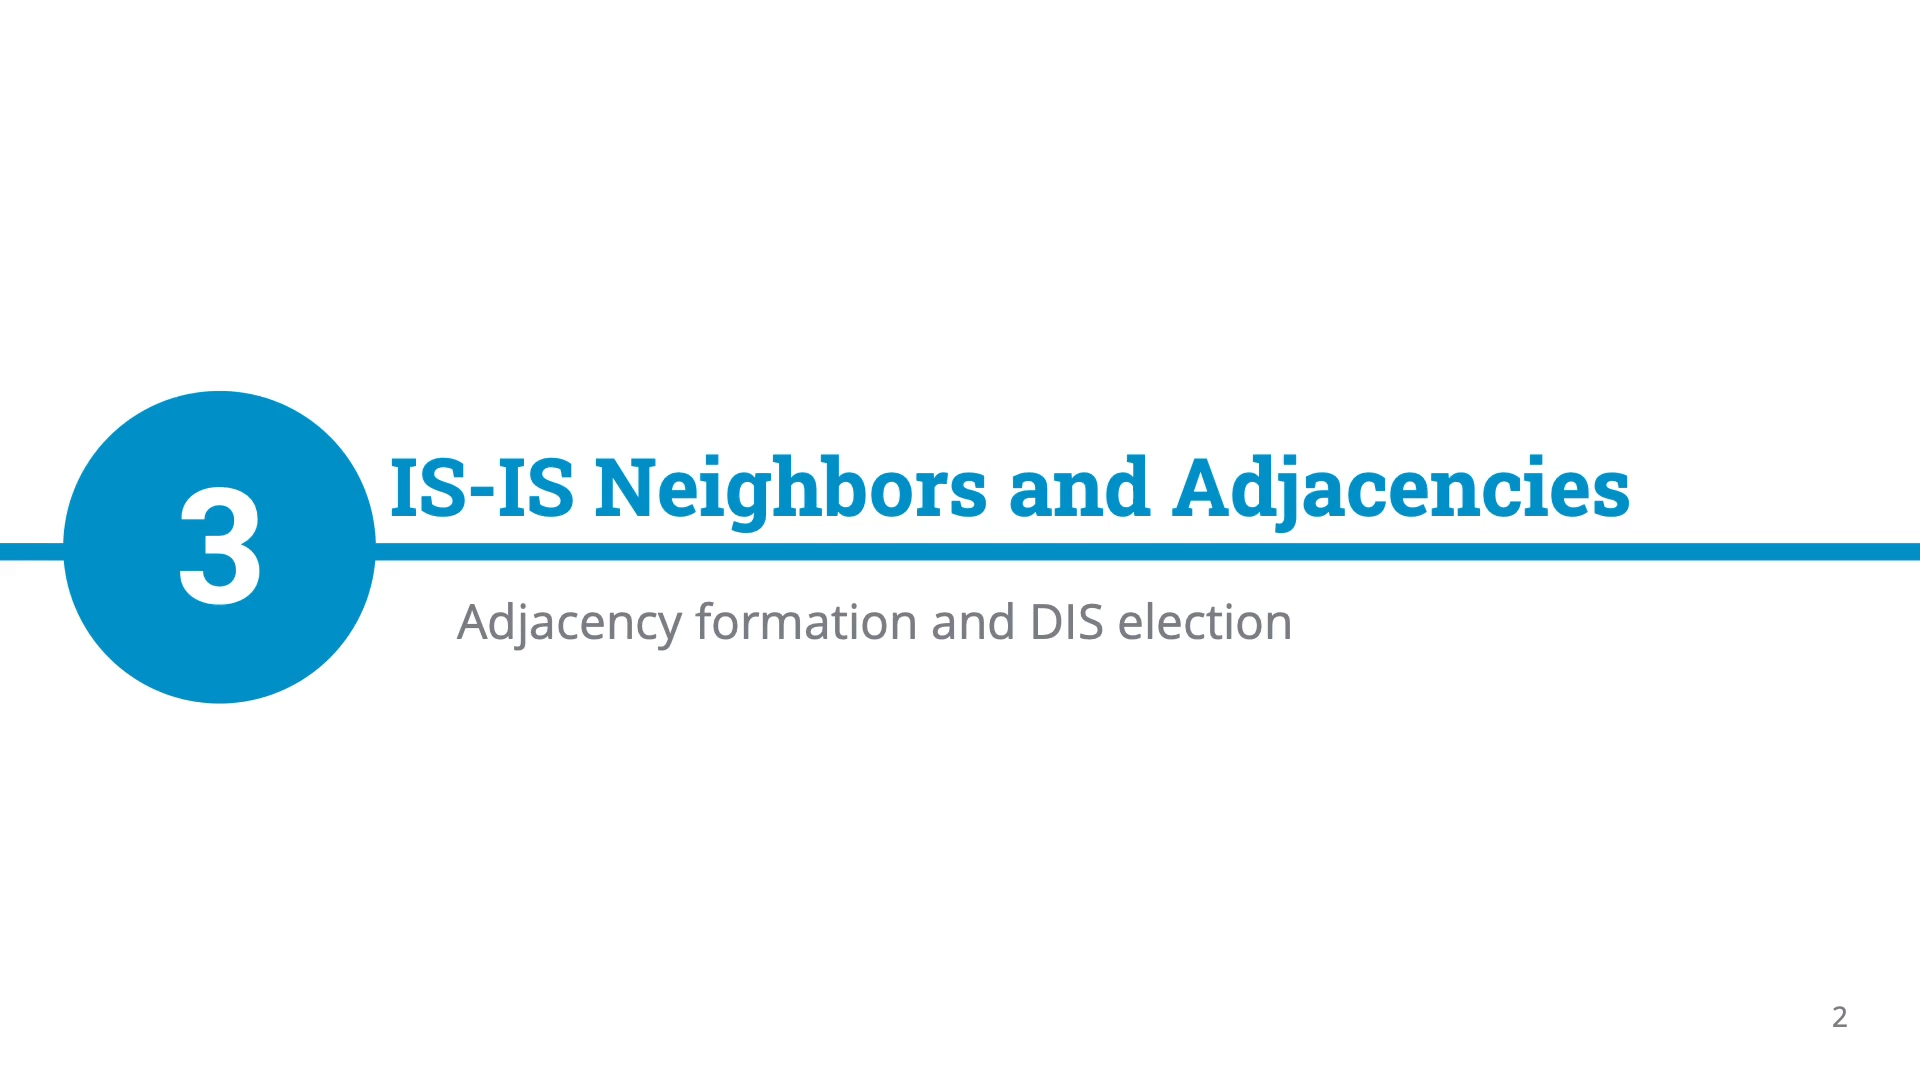 3
IS-IS Neighbors and Adjacencies
Adjacency formation and DIS election
2